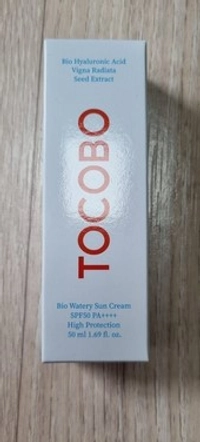 Bio Hyaluronic Acid
Vigna Radiata
Seed Extract
TOCOBO
Bio Watery Sun Cream
SPF50 PA++++
High Protection
50 ml 1.69 fl. oz.